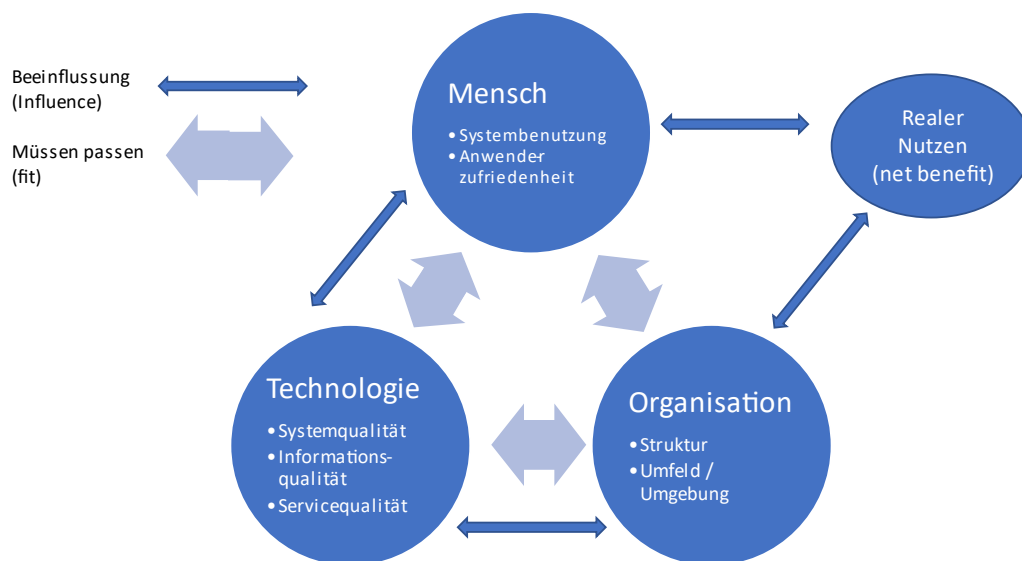 Beeinflussung
(Influence)
Müssen passen
(fit)
Mensch
• Systembenutzung
• Anwender-
zufriedenheit
Realer
Nutzen
(net benefit)
Technologie
• Systemqualität
• Informations-
qualität
• Servicequalität
Organisation
• Struktur
• Umfeld /
Umgebung